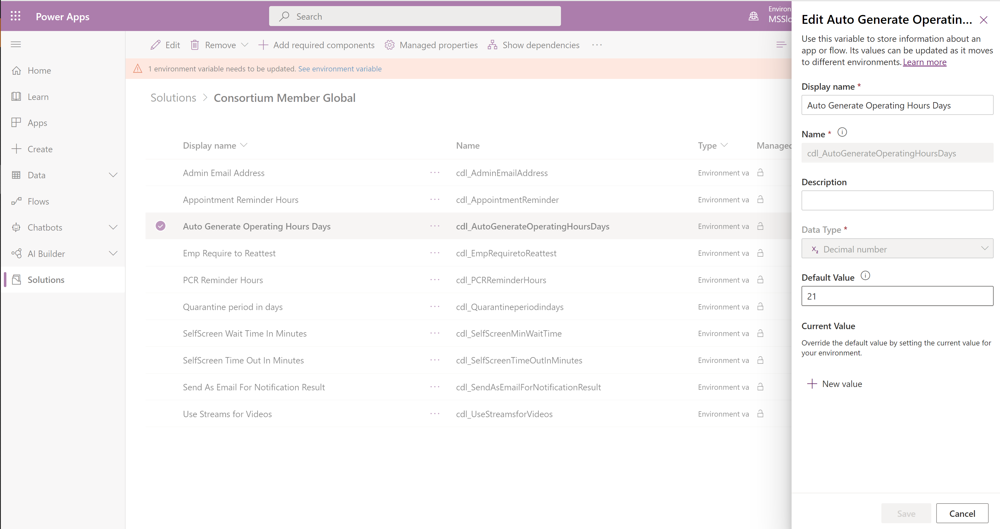 Power Apps
Search
Environ
MSSl
Edit
Remove
Add required components
Managed properties
Show dependencies
1 environment variable needs to be updated. See environment variable
Home
Learn
Apps
Create
Data
Flows
Chatbots
AI Builder
Solutions
Solutions > Consortium Member Global
Display name Name Type Managed
Admin Email Address ··· cdl_AdminEmailAddress Environment va
Appointment Reminder Hours ··· cdl_AppointmentReminder Environment va
Auto Generate Operating Hours Days ··· cdl_AutoGenerateOperatingHoursDays Environment va
Emp Require to Reattest ··· cdl_EmpRequiretoReattest Environment va
PCR Reminder Hours ··· cdl_PCRReminderHours Environment va
Quarantine period in days ··· cdl_Quarantineperiodindays Environment va
SelfScreen Wait Time In Minutes ··· cdl_SelfScreenMinWaitTime Environment va
SelfScreen Time Out In Minutes ··· cdl_SelfScreenTimeOutInMinutes Environment va
Send As Email For Notification Result ··· cdl_SendAsEmailForNotificationResult Environment va
Use Streams for Videos ··· cdl_UseStreamsforVideos Environment va
Edit Auto Generate Operatin...
Use this variable to store information about an
app or flow. Its values can be updated as it moves
to different environments. Learn more
Display name *
Auto Generate Operating Hours Days
Name *
cdl_AutoGenerateOperatingHoursDays
Description
Data Type *
X₂ Decimal number
Default Value
21
Current Value
Override the default value by setting the current value for
your environment.
New value
Save
Cancel